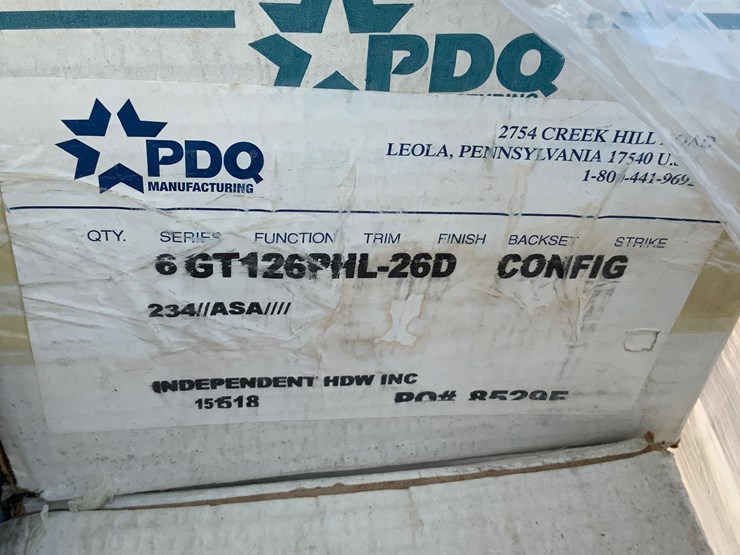 PDQ
PDQ
MANUFACTURING
2754 CREEK HILL
LEOLA, PENNSYLVANIA 17540
QTY. SERIES FUNCTION TRIM FINISH BACKSET STRIKE
6 GT126PHL-26D CONFIG
234//ASA////
INDEPENDENT HDW INC
151518
PO#